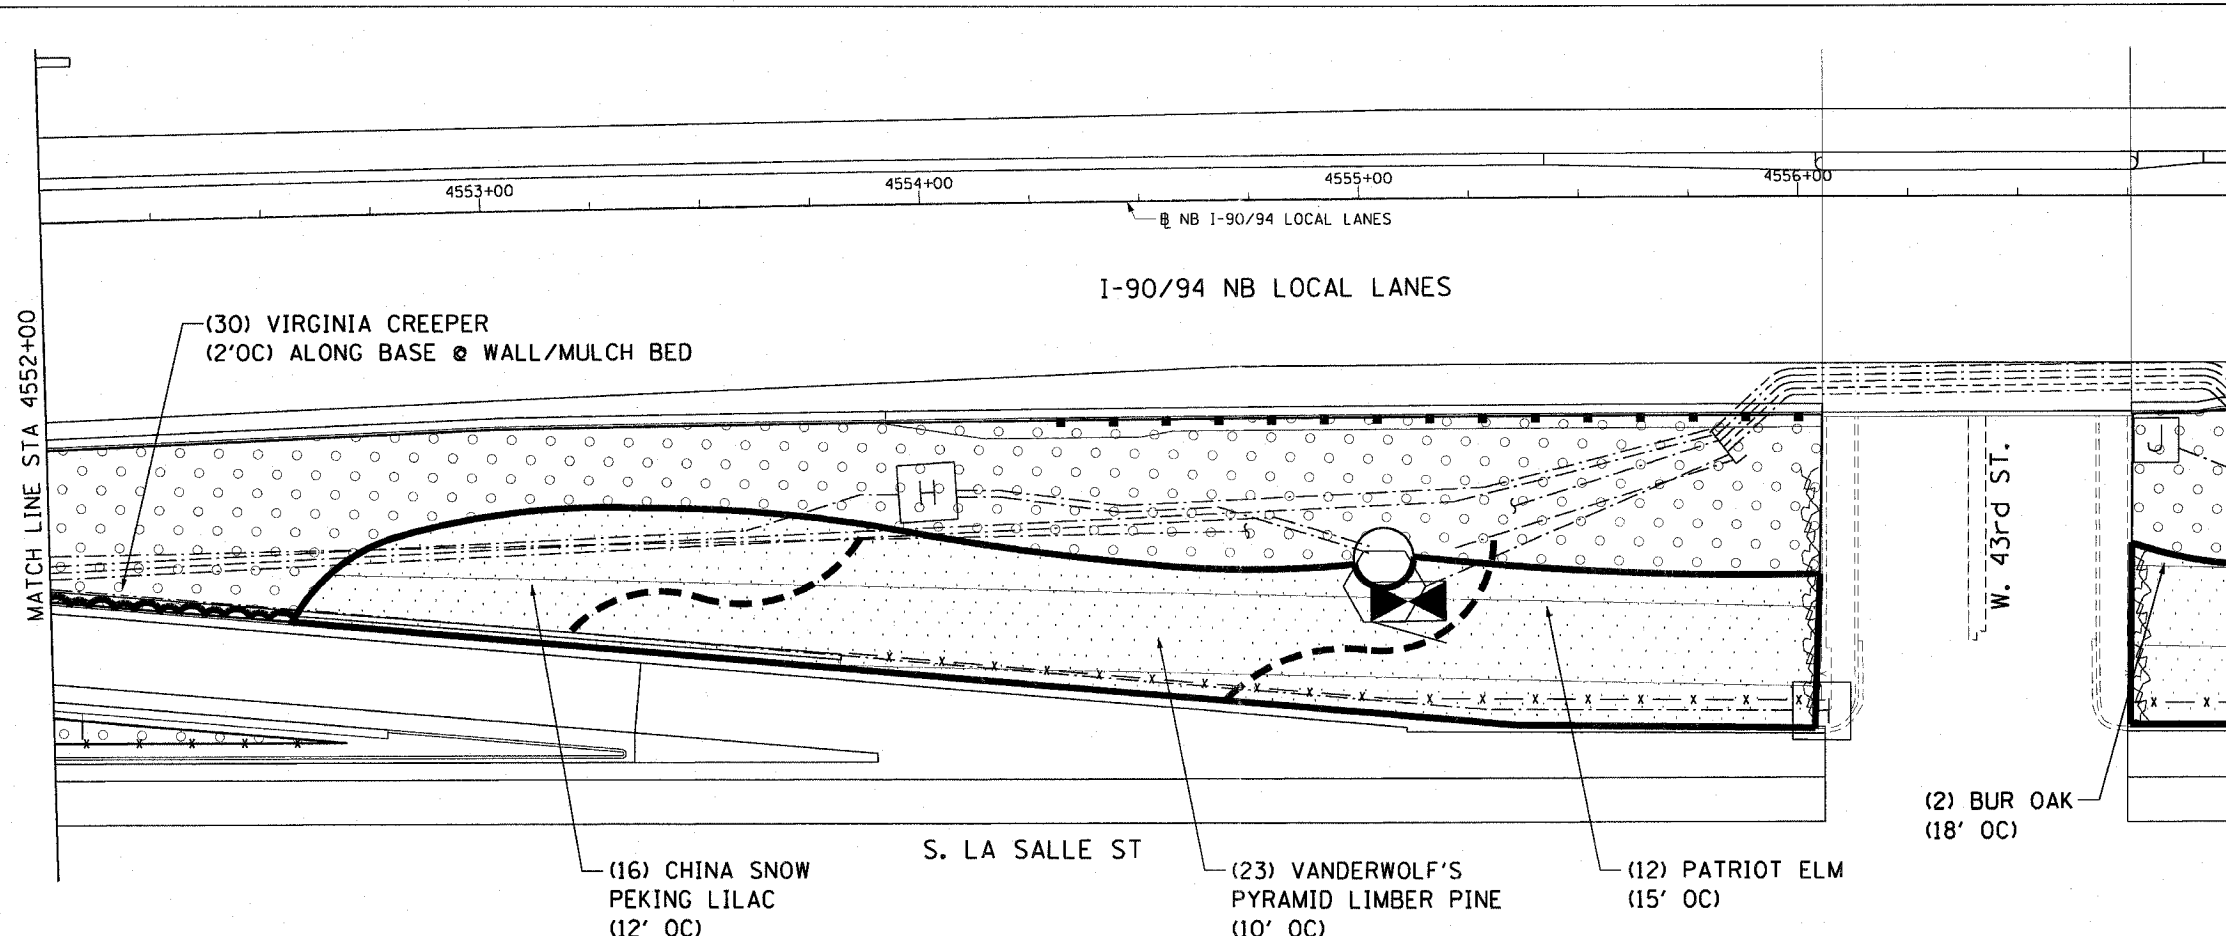 4553+00
4554+00
4555+00
4556+00
℄ NB I-90/94 LOCAL LANES
I-90/94 NB LOCAL LANES
MATCH LINE STA 4552+00
(30) VIRGINIA CREEPER
(2'OC) ALONG BASE @ WALL/MULCH BED
H
J
W. 43rd ST.
(2) BUR OAK
(18' OC)
S. LA SALLE ST
(16) CHINA SNOW
PEKING LILAC
(12' OC)
(23) VANDERWOLF'S
PYRAMID LIMBER PINE
(10' OC)
(12) PATRIOT ELM
(15' OC)